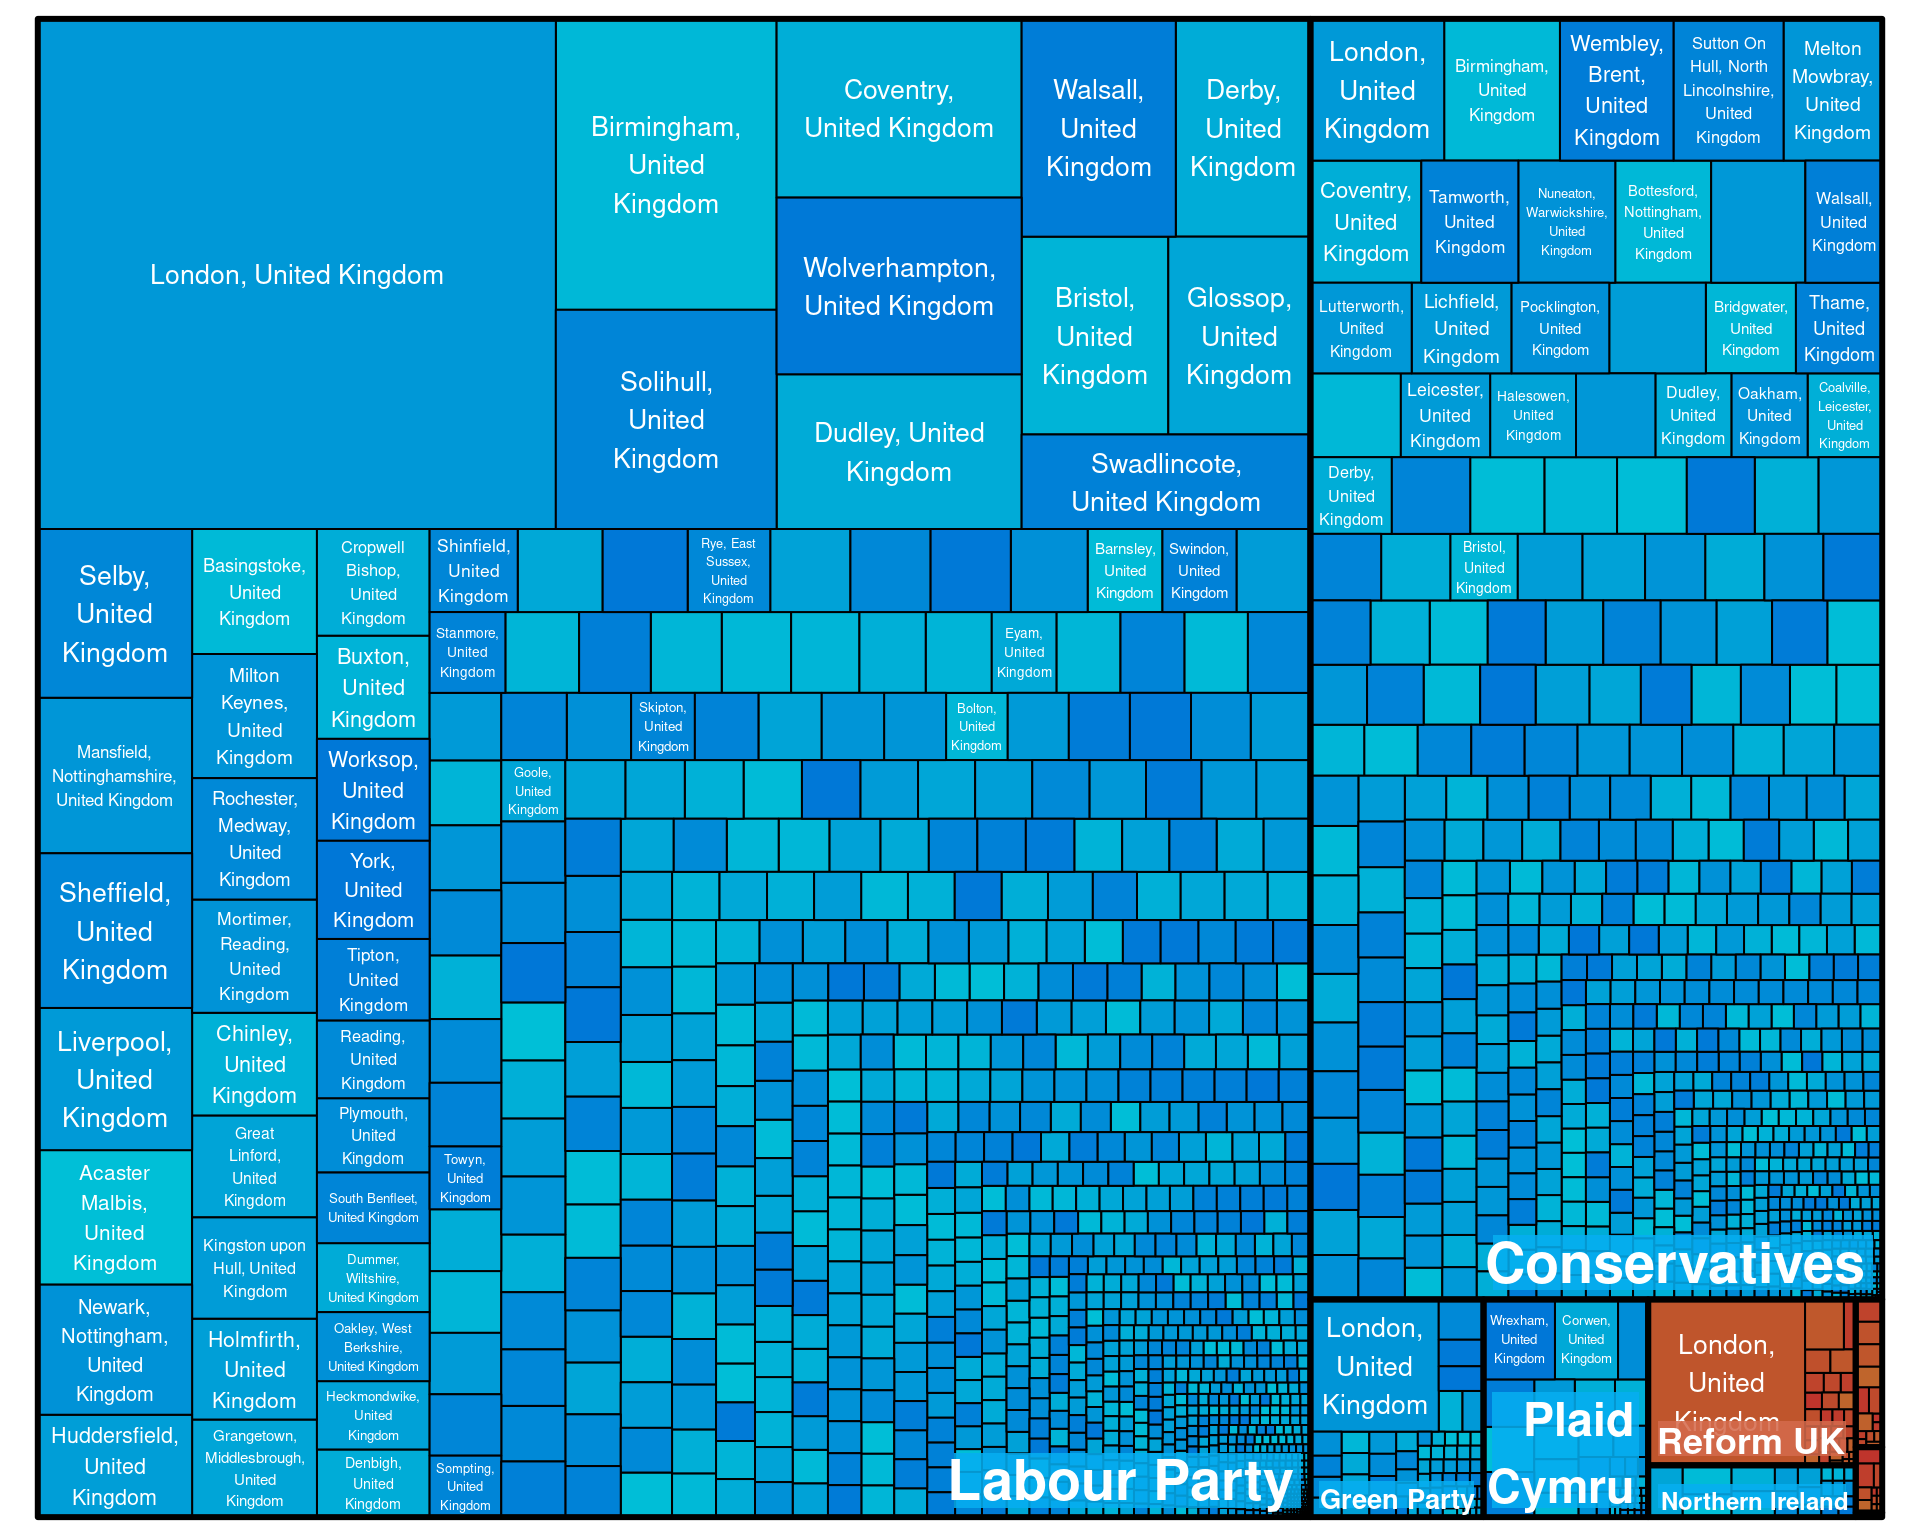 London, United Kingdom
Birmingham,
United
Kingdom
Solihull,
United
Kingdom
Coventry,
United Kingdom
Wolverhampton,
United Kingdom
Dudley, United
Kingdom
Walsall,
United
Kingdom
Derby,
United
Kingdom
Bristol,
United
Kingdom
Glossop,
United
Kingdom
Swadlincote,
United Kingdom
Selby,
United
Kingdom
Mansfield,
Nottinghamshire,
United Kingdom
Sheffield,
United
Kingdom
Liverpool,
United
Kingdom
Acaster
Malbis,
United
Kingdom
Newark,
Nottingham,
United
Kingdom
Huddersfield,
United
Kingdom
Basingstoke,
United
Kingdom
Milton
Keynes,
United
Kingdom
Rochester,
Medway,
United
Kingdom
Mortimer,
Reading,
United
Kingdom
Chinley,
United
Kingdom
Great
Linford,
United
Kingdom
Kingston upon
Hull, United
Kingdom
Holmfirth,
United
Kingdom
Grangetown,
Middlesbrough,
United
Kingdom
Cropwell
Bishop,
United
Kingdom
Buxton,
United
Kingdom
Worksop,
United
Kingdom
York,
United
Kingdom
Tipton,
United
Kingdom
Reading,
United
Kingdom
Plymouth,
United
Kingdom
South Benfleet,
United Kingdom
Dummer,
Wiltshire,
United Kingdom
Oakley, West
Berkshire,
United Kingdom
Heckmondwike,
United
Kingdom
Denbigh,
United
Kingdom
Shinfield,
United
Kingdom
Rye, East
Sussex,
United
Kingdom
Barnsley,
United
Kingdom
Swindon,
United
Kingdom
Stanmore,
United
Kingdom
Eyam,
United
Kingdom
Skipton,
United
Kingdom
Bolton,
United
Kingdom
Goole,
United
Kingdom
Towyn,
United
Kingdom
Sompting,
United
Kingdom
Labour Party
London,
United
Kingdom
Birmingham,
United
Kingdom
Wembley,
Brent,
United
Kingdom
Sutton On
Hull, North
Lincolnshire,
United
Kingdom
Melton
Mowbray,
United
Kingdom
Coventry,
United
Kingdom
Tamworth,
United
Kingdom
Nuneaton,
Warwickshire,
United
Kingdom
Bottesford,
Nottingham,
United
Kingdom
Walsall,
United
Kingdom
Lutterworth,
United
Kingdom
Lichfield,
United
Kingdom
Pocklington,
United
Kingdom
Bridgwater,
United
Kingdom
Thame,
United
Kingdom
Leicester,
United
Kingdom
Halesowen,
United
Kingdom
Dudley,
United
Kingdom
Oakham,
United
Kingdom
Coalville,
Leicester,
United
Kingdom
Derby,
United
Kingdom
Bristol,
United
Kingdom
Conservatives
London,
United
Kingdom
Green Party
Wrexham,
United
Kingdom
Corwen,
United
Kingdom
Plaid
Cymru
London,
United
Kingdom
Reform UK
Northern Ireland